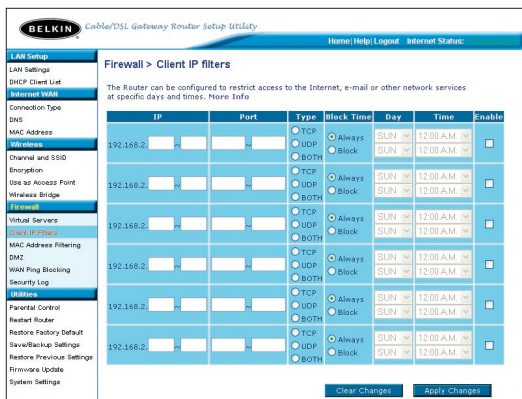 BELKIN
Cable/DSL Gateway Router Setup Utility
Home|Help|Logout Internet Status:
LAN Setup
LAN Settings
DHCP Client List
Internet WAN
Connection Type
DNS
MAC Address
Wireless
Channel and SSID
Encryption
Use as Access Point
Wireless Bridge
Firewall
Virtual Servers
Client IP Filters
MAC Address Filtering
DMZ
WAN Ping Blocking
Security Log
Utilities
Parental Control
Restart Router
Restore Factory Default
Save/Backup Settings
Restore Previous Settings
Firmware Update
System Settings
Firewall > Client IP filters
The Router can be configured to restrict access to the Internet, e-mail or other network services
at specific days and times. More Info
IP Port Type Block Time Day Time Enable
192.168.2. ~ ~ TCP UDP BOTH Always Block SUN SUN 12:00 A.M. 12:00 A.M.
192.168.2. ~ ~ TCP UDP BOTH Always Block SUN SUN 12:00 A.M. 12:00 A.M.
192.168.2. ~ ~ TCP UDP BOTH Always Block SUN SUN 12:00 A.M. 12:00 A.M.
192.168.2. ~ ~ TCP UDP BOTH Always Block SUN SUN 12:00 A.M. 12:00 A.M.
192.168.2. ~ ~ TCP UDP BOTH Always Block SUN SUN 12:00 A.M. 12:00 A.M.
192.168.2. ~ ~ TCP UDP BOTH Always Block SUN SUN 12:00 A.M. 12:00 A.M.
Clear Changes Apply Changes